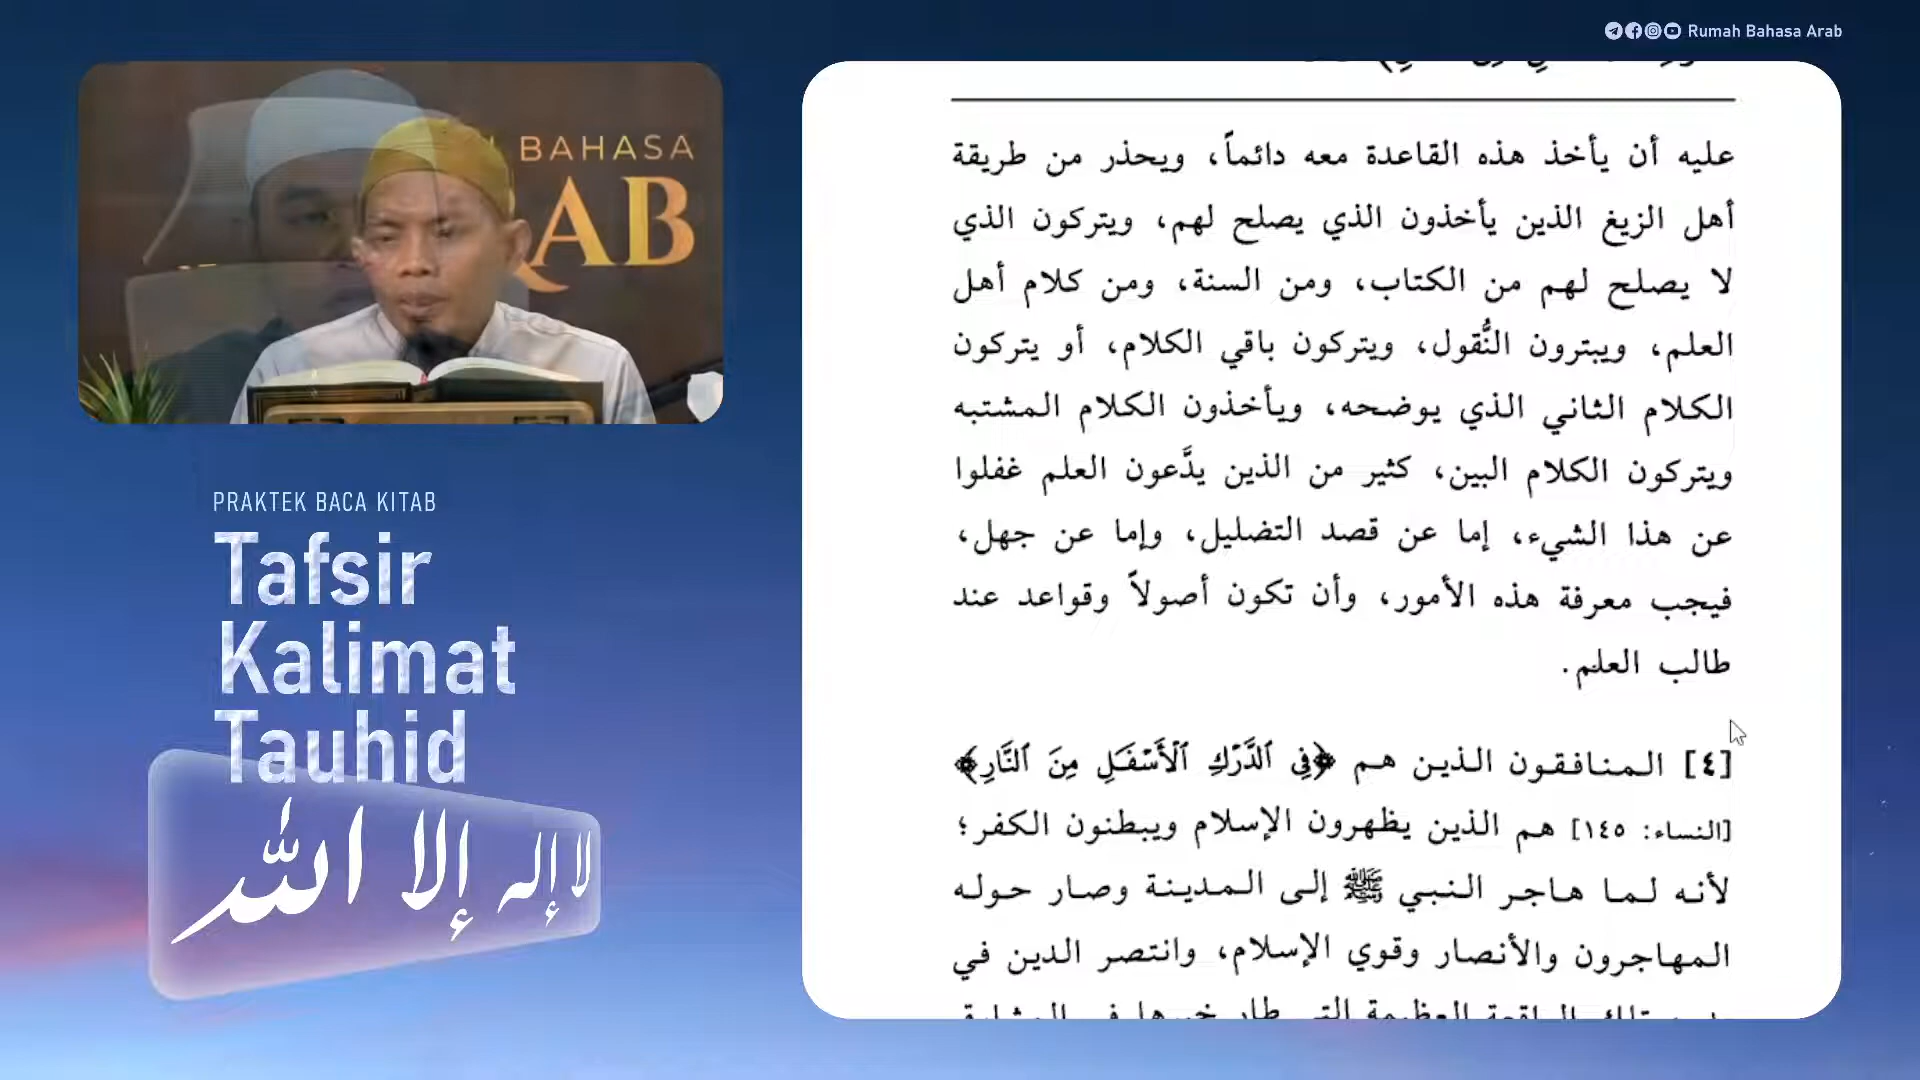 Rumah Bahasa Arab
BAHASA
AB
PRAKTEK BACA KITAB
Tafsir
Kalimat
Tauhid
لا إله إلا الله
عليه أن يأخذ هذه القاعدة معه دائماً، ويحذر من طريقة
أهل الزيغ الذين يأخذون الذي يصلح لهم، ويتركون الذي
لا يصلح لهم من الكتاب، ومن السنة، ومن كلام أهل
العلم، ويبترون النُّقول، ويتركون باقي الكلام، أو يتركون
الكلام الثاني الذي يوضحه، ويأخذون الكلام المشتبه
ويتركون الكلام البين، كثير من الذين يدَّعون العلم غفلوا
عن هذا الشيء، إما عن قصد التضليل، وإما عن جهل،
فيجب معرفة هذه الأمور، وأن تكون أصولاً وقواعد عند
طالب العلم.
[٤] المنافقون الذين هم ﴿فِي ٱلدَّرۡكِ ٱلۡأَسۡفَلِ مِنَ ٱلنَّارِ﴾
[النساء: ١٤٥] هم الذين يظهرون الإسلام ويبطنون الكفر؛
لأنه لما هاجر النبي ﷺ إلى المدينة وصار حوله
المهاجرون والأنصار وقوي الإسلام، وانتصر الدين في